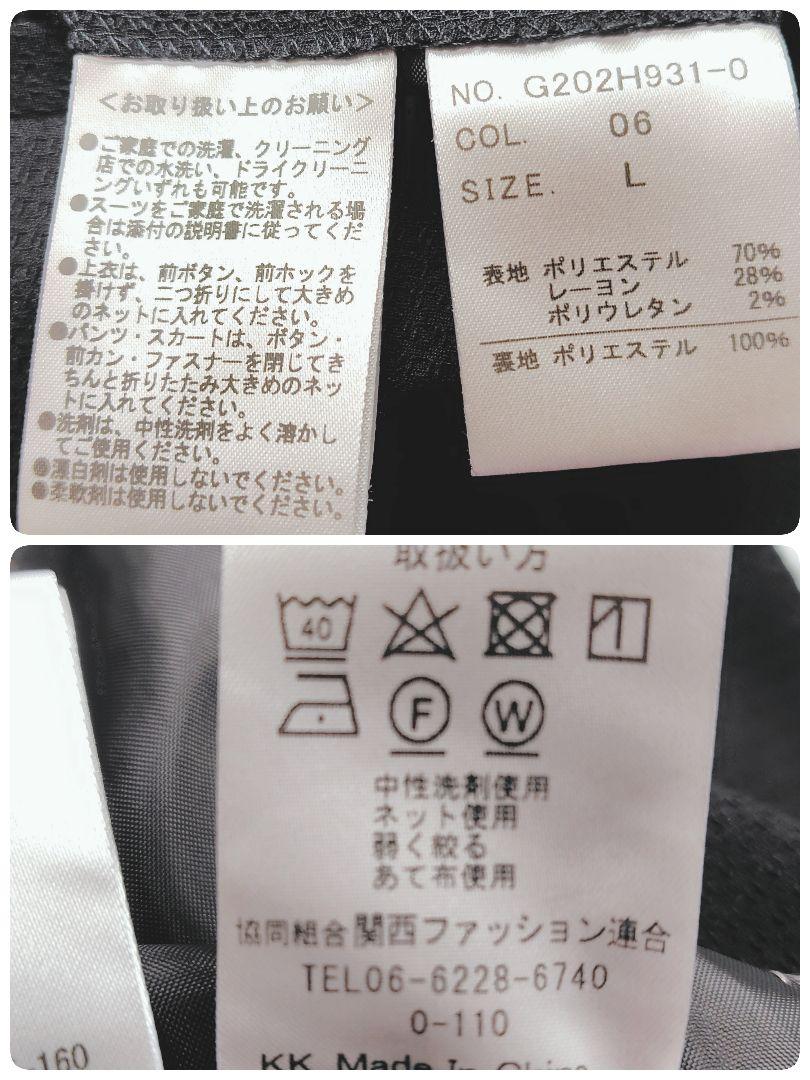 <お取り扱い上のお願い>
●ご家庭での洗濯、クリーニング
店での水洗い、ドライクリーニ
ングいずれも可能です。
●スーツをご家庭で洗濯される場
合は添付の説明書に従ってくだ
さい。
●上衣は、前ボタン、前ホックを
掛けず、二つ折りにして大きめ
のネットに入れてください。
●パンツ・スカートは、ボタン・
前カン・ファスナーを閉じてき
ちんと折りたたみ大きめのネッ
トに入れてください。
●洗剤は、中性洗剤をよく溶かし
てご使用ください。
●漂白剤は使用しないでください。
●柔軟剤は使用しないでください。
NO. G202H931-0
COL. 06
SIZE. L
表地 ポリエステル 70%
レーヨン 28%
ポリウレタン 2%
裏地 ポリエステル 100%
取扱い方
40
F W
中性洗剤使用
ネット使用
弱く絞る
あて布使用
協同組合関西ファッション連合
TEL06-6228-6740
0-110
KK Made In China
-160